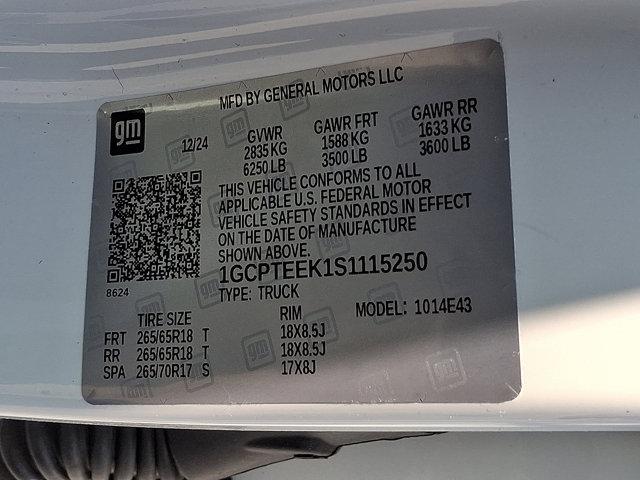 MFD BY GENERAL MOTORS LLC
gm
12/24
GVWR
2835 KG
6250 LB
GAWR FRT
1588 KG
3500 LB
GAWR RR
1633 KG
3600 LB
THIS VEHICLE CONFORMS TO ALL
APPLICABLE U.S. FEDERAL MOTOR
VEHICLE SAFETY STANDARDS IN EFFECT
ON THE DATE OF MANUFACTURE
SHOWN ABOVE.
1GCPTEEK1S1115250
8624
TYPE: TRUCK
MODEL: 1014E43
TIRE SIZE RIM
FRT 265/65R18 T 18X8.5J
RR 265/65R18 T 18X8.5J
SPA 265/70R17 S 17X8J